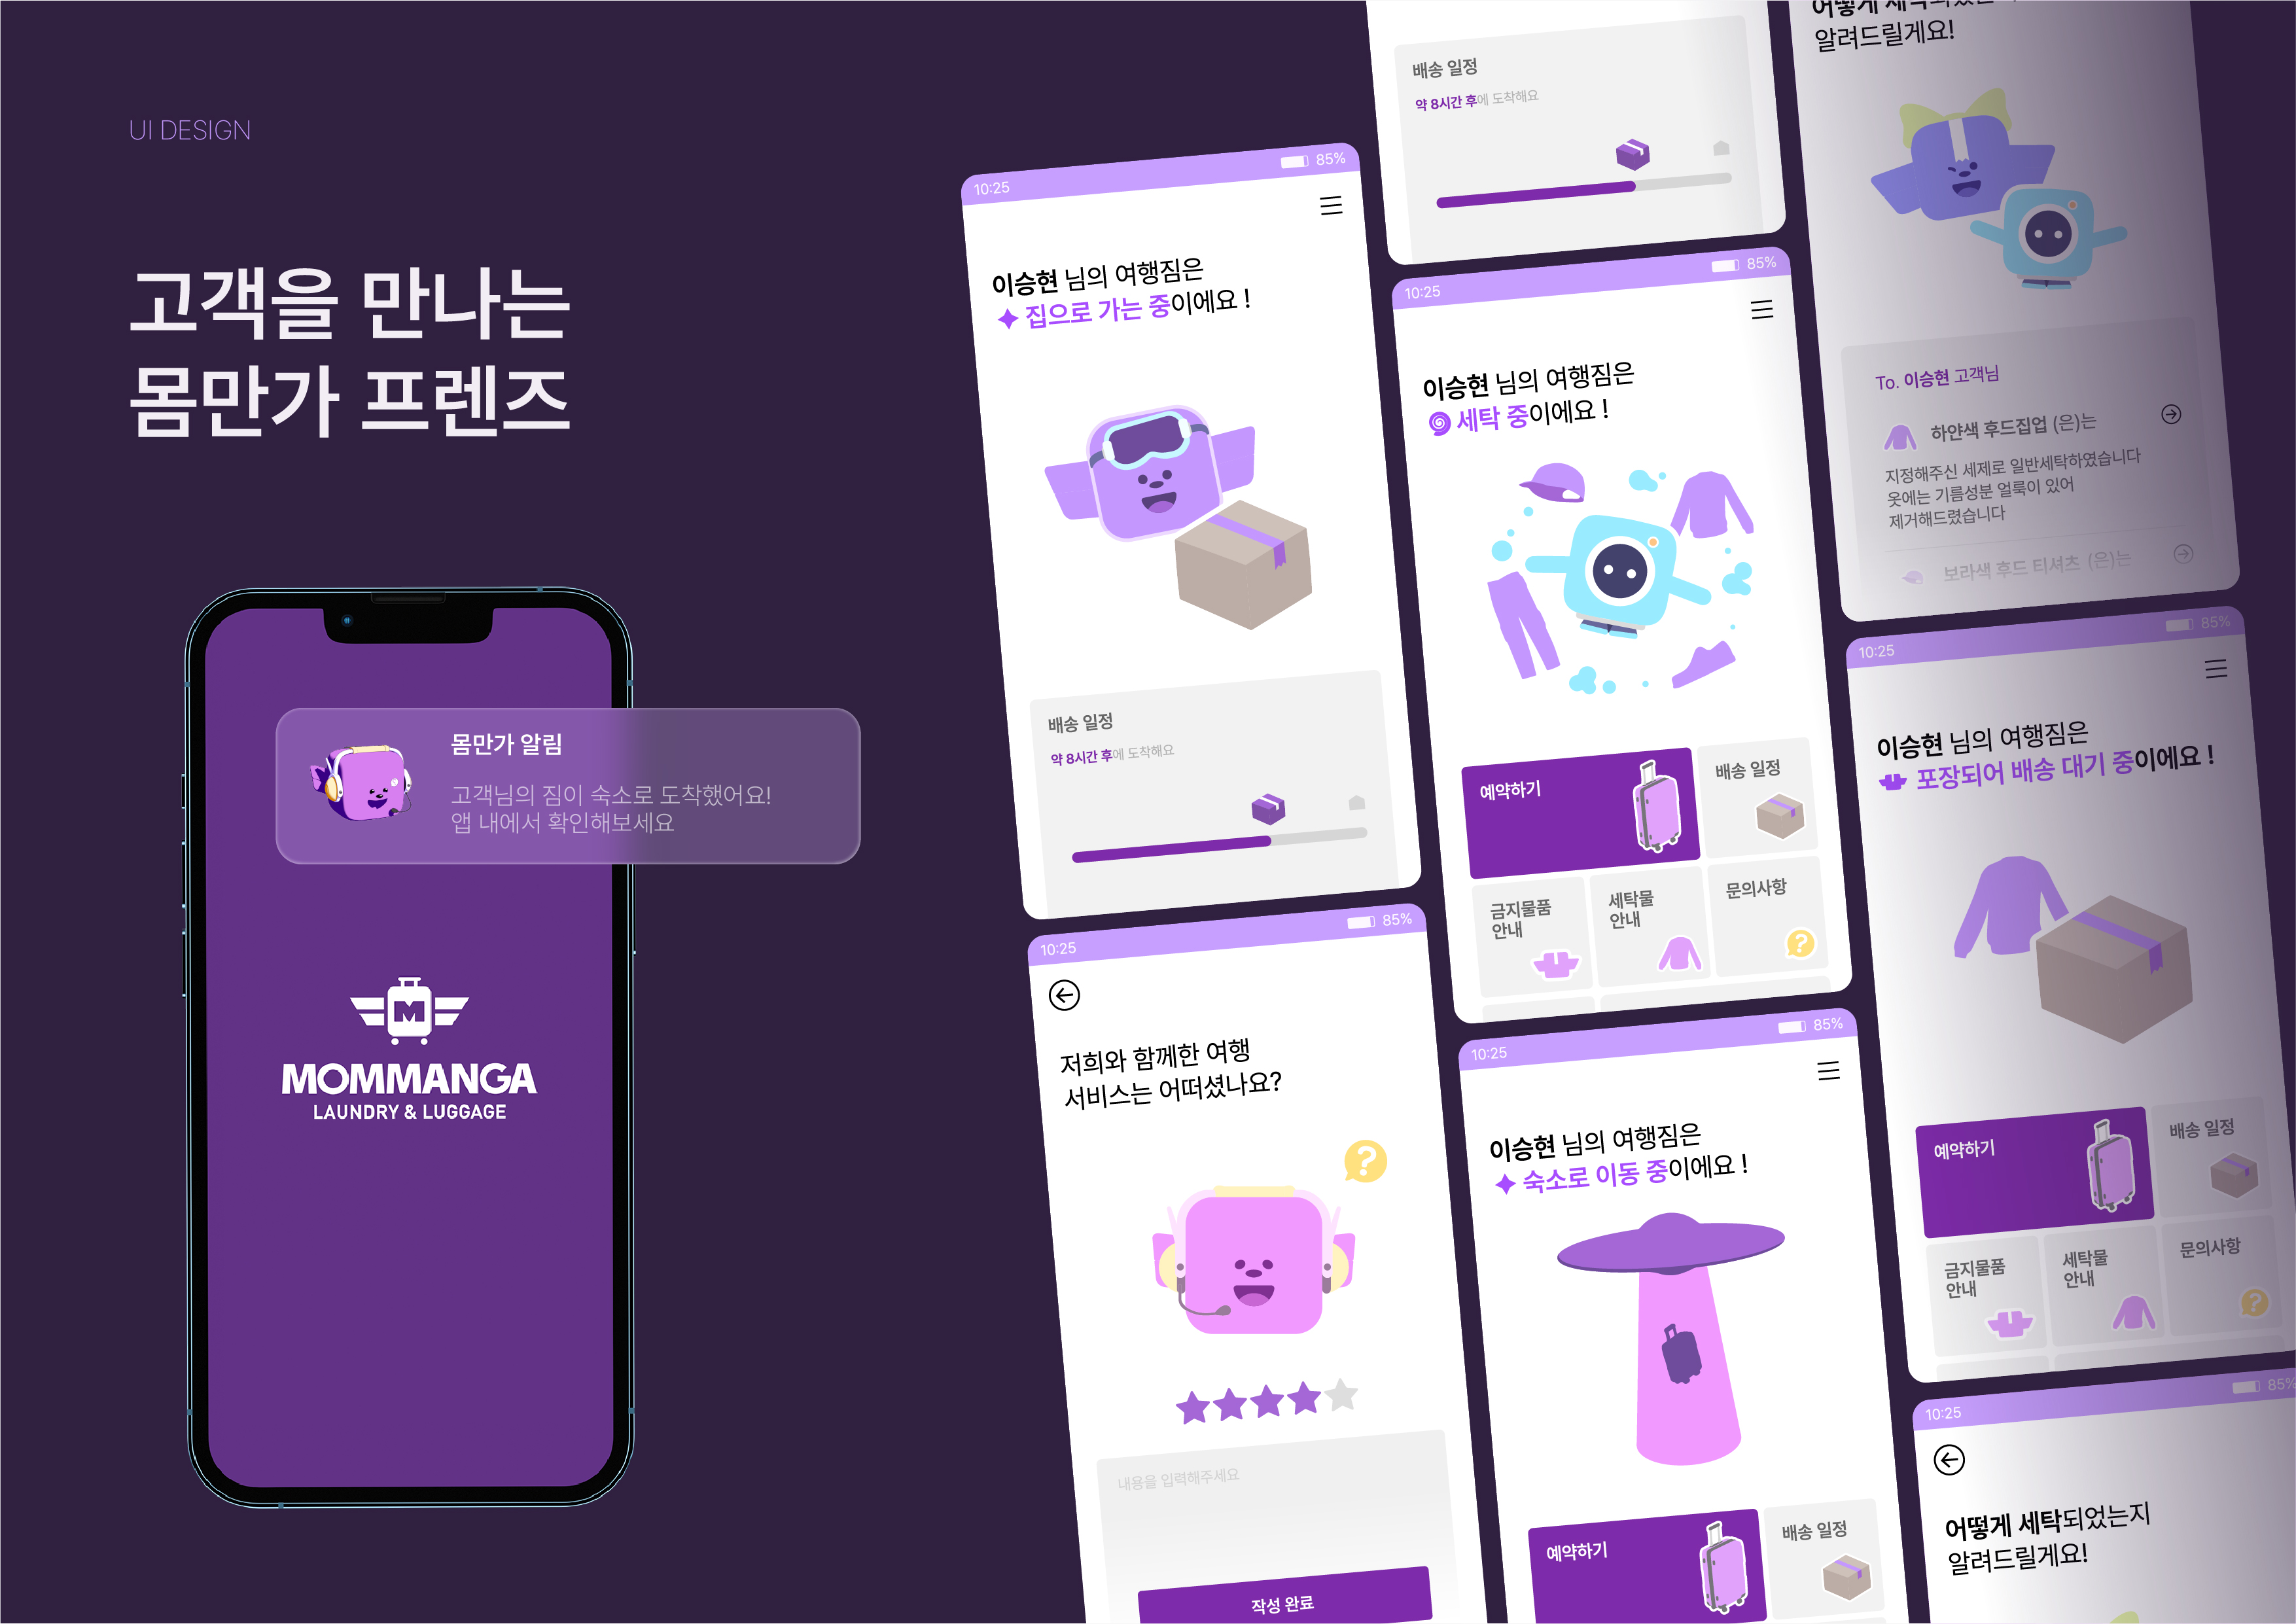 UI DESIGN
고객을 만나는
몸만가 프렌즈
몸만가 알림
고객님의 짐이 숙소로 도착했어요!
앱 내에서 확인해보세요
M
MOMMANGA
LAUNDRY & LUGGAGE
10:25
85%
이승현 님의 여행짐은
집으로 가는 중이에요 !
배송 일정
약 8시간 후에 도착해요
10:25
85%
저희와 함께한 여행
서비스는 어떠셨나요?
?
내용을 입력해주세요
작성 완료
배송 일정
약 8시간 후에 도착해요
10:25
85%
이승현 님의 여행짐은
세탁 중이에요 !
예약하기
배송 일정
금지물품
안내
세탁물
안내
문의사항
?
10:25
85%
이승현 님의 여행짐은
숙소로 이동 중이에요 !
예약하기
배송 일정
알려드릴게요!
To. 이승현 고객님
하얀색 후드집업 (은)는
지정해주신 세제로 일반세탁하였습니다
옷에는 기름성분 얼룩이 있어
제거해드렸습니다
보라색 후드 티셔츠 (은)는
10:25
85%
이승현 님의 여행짐은
포장되어 배송 대기 중이에요 !
예약하기
배송 일정
금지물품
안내
세탁물
안내
문의사항
?
10:25
85%
어떻게 세탁되었는지
알려드릴게요!